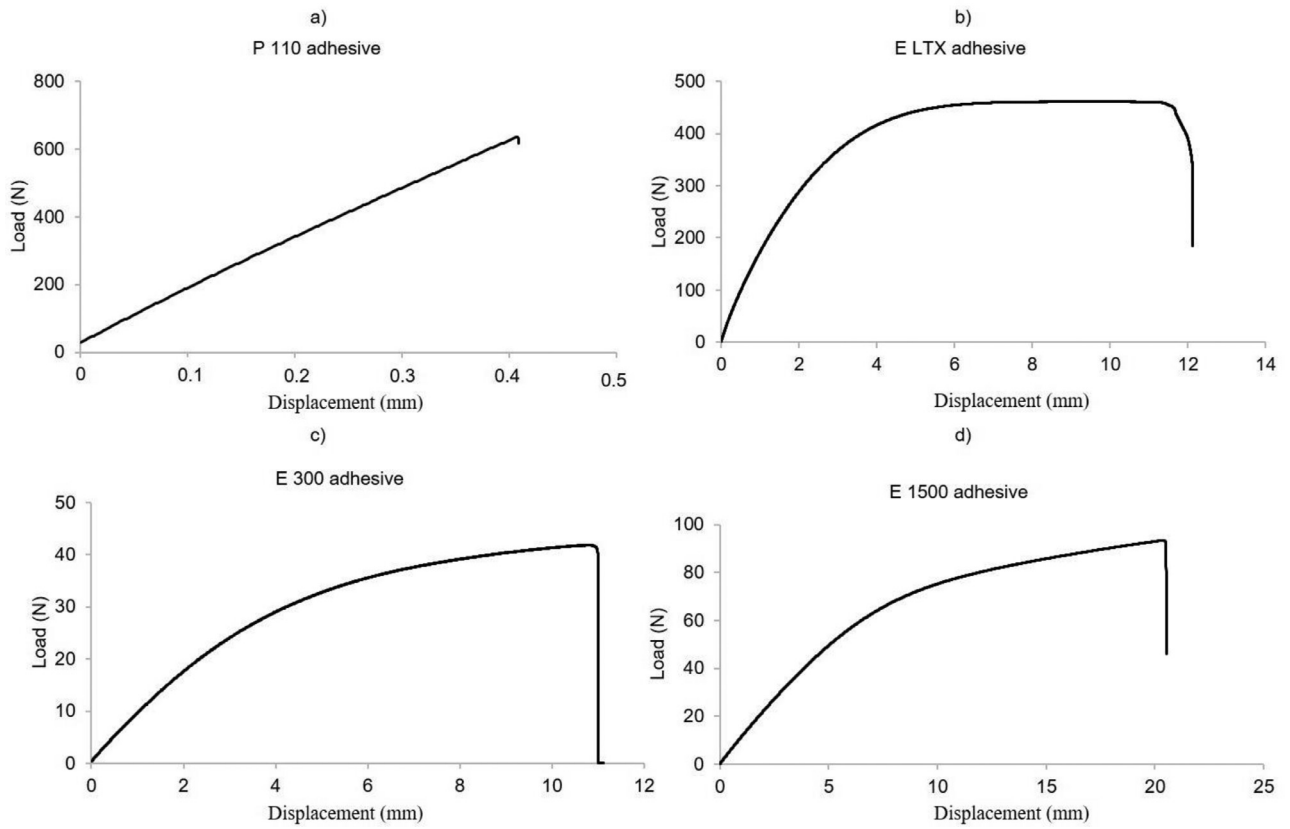 a)
P 110 adhesive
800
600
400
200
0
Load (N)
0 0.1 0.2 0.3 0.4 0.5
Displacement (mm)
b)
E LTX adhesive
500
400
300
200
100
0
Load (N)
0 2 4 6 8 10 12 14
Displacement (mm)
c)
E 300 adhesive
50
40
30
20
10
0
Load (N)
0 2 4 6 8 10 12
Displacement (mm)
d)
E 1500 adhesive
100
80
60
40
20
0
Load (N)
0 5 10 15 20 25
Displacement (mm)